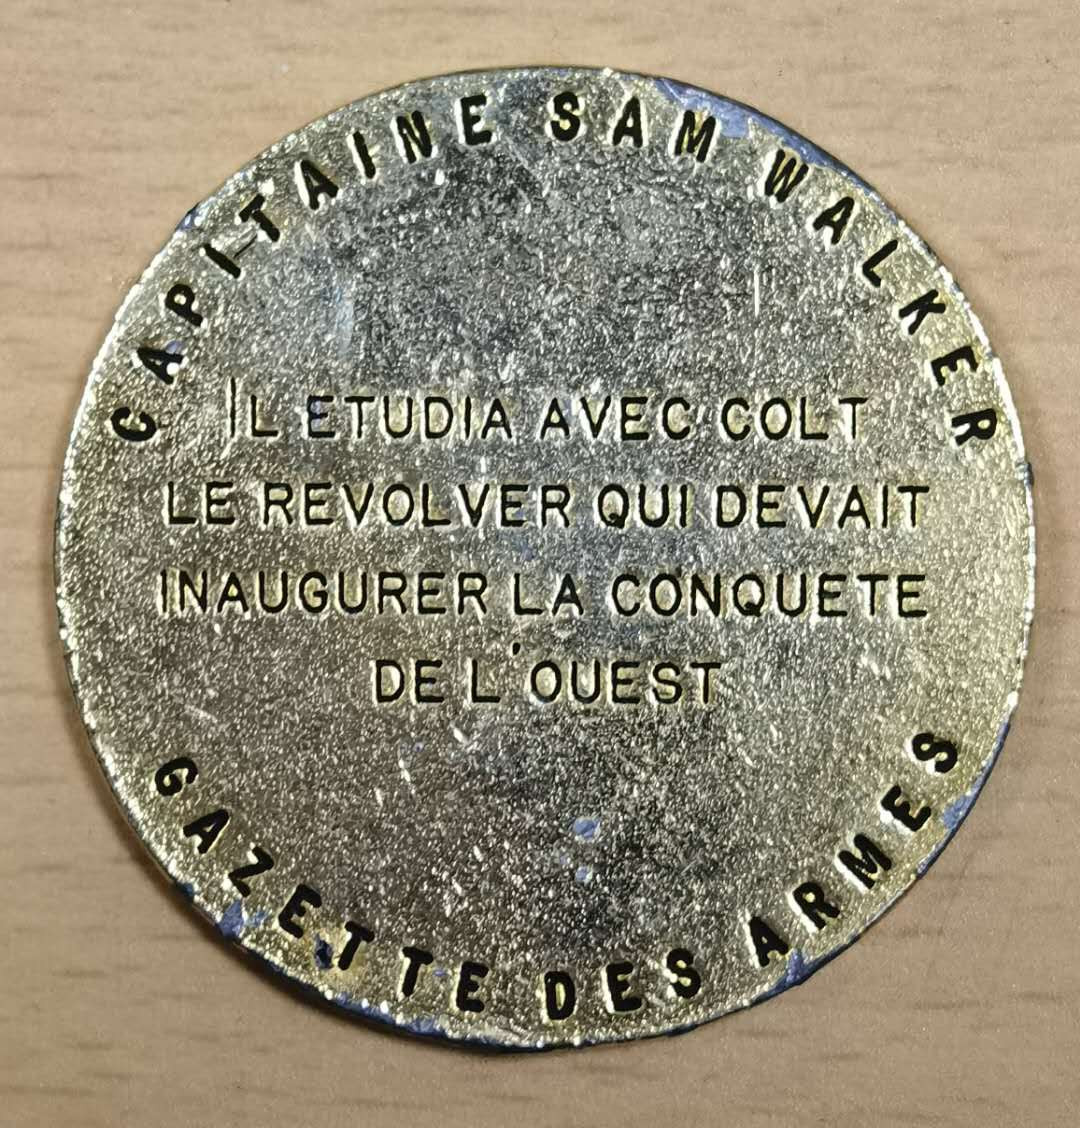 CAPITAINE SAM WALKER
IL ETUDIA AVEC COLT
LE REVOLVER QUI DEVAIT
INAUGURER LA CONQUETE
DE L'OUEST
GAZETTE DES ARMES